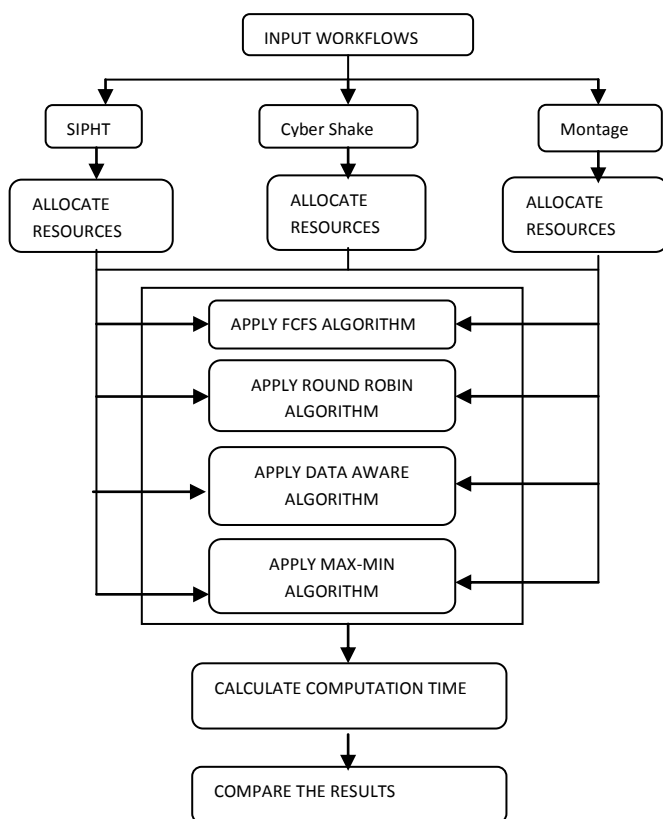 INPUT WORKFLOWS
SIPHT
Cyber Shake
Montage
ALLOCATE
RESOURCES
ALLOCATE
RESOURCES
ALLOCATE
RESOURCES
APPLY FCFS ALGORITHM
APPLY ROUND ROBIN
ALGORITHM
APPLY DATA AWARE
ALGORITHM
APPLY MAX-MIN
ALGORITHM
CALCULATE COMPUTATION TIME
COMPARE THE RESULTS